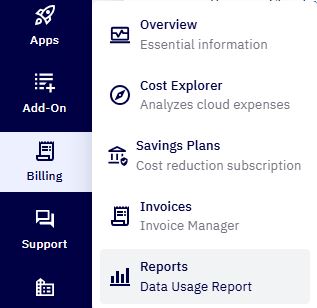 Apps
Add-On
Billing
Support
Overview
Essential information
Cost Explorer
Analyzes cloud expenses
Savings Plans
Cost reduction subscription
Invoices
Invoice Manager
Reports
Data Usage Report